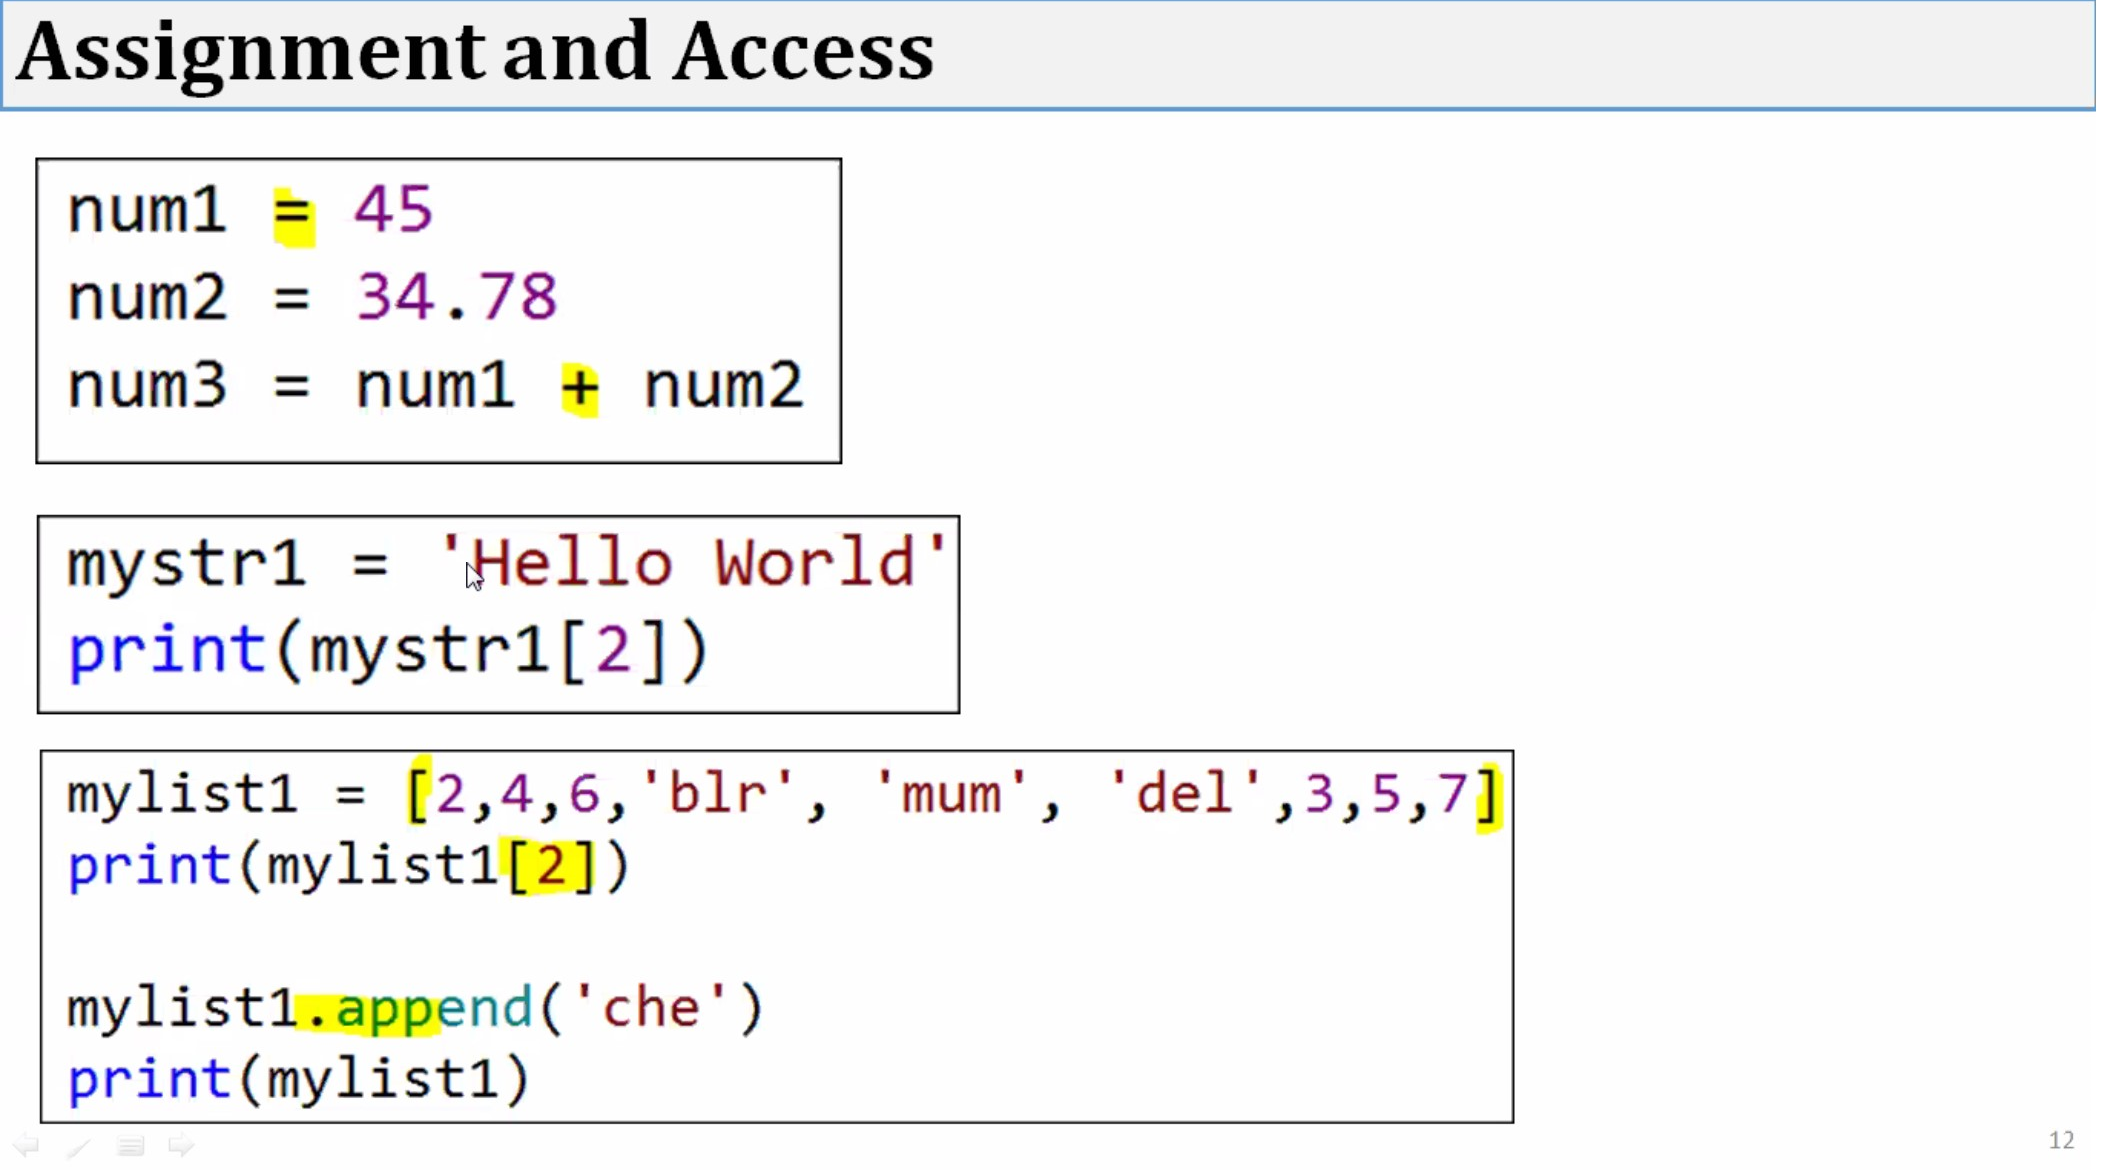 Assignment and Access
num1 = 45
num2 = 34.78
num3 = num1 + num2
mystr1 = 'Hello World'
print(mystr1[2])
mylist1 = [2,4,6,'blr', 'mum', 'del',3,5,7]
print(mylist1[2])
mylist1.append('che')
print(mylist1)
12